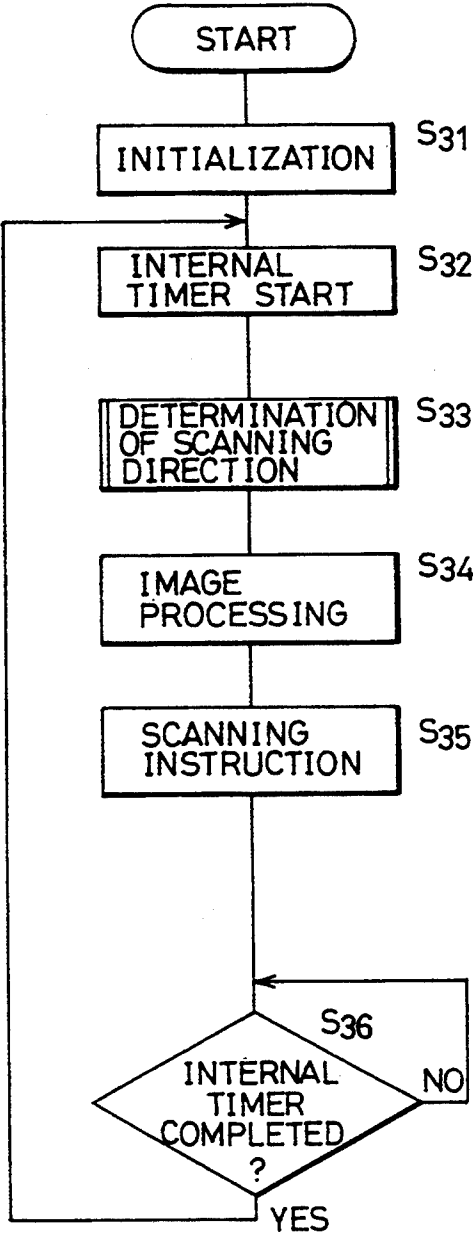 START
S31
INITIALIZATION
S32
INTERNAL
TIMER START
S33
DETERMINATION
OF SCANNING
DIRECTION
S34
IMAGE
PROCESSING
S35
SCANNING
INSTRUCTION
S36
INTERNAL
TIMER
COMPLETED
?
NO
YES